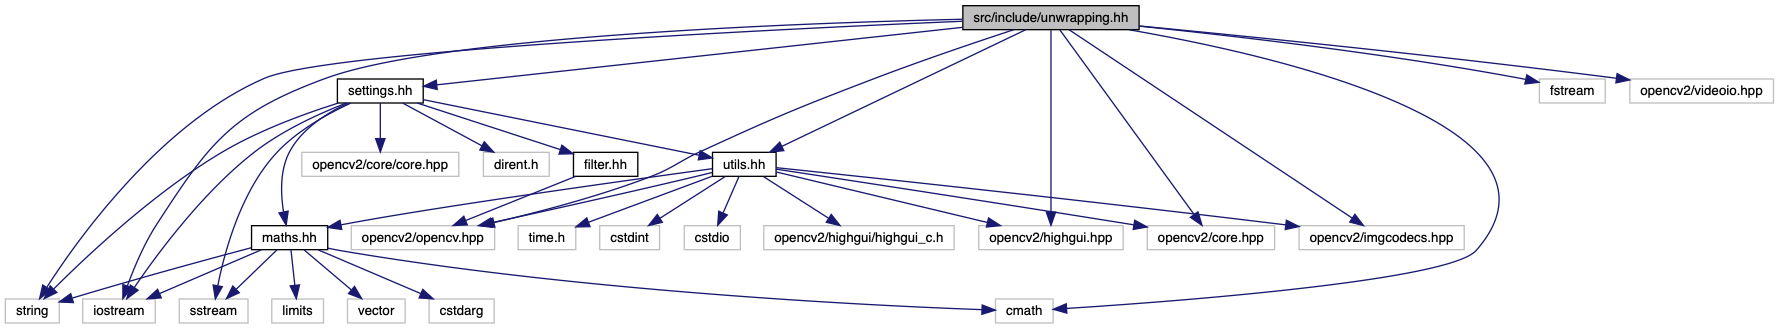 src/include/unwrapping.hh
settings.hh
fstream
opencv2/videoio.hpp
opencv2/core/core.hpp
dirent.h
filter.hh
utils.hh
maths.hh
opencv2/opencv.hpp
time.h
cstdint
cstdio
opencv2/highgui/highgui_c.h
opencv2/highgui.hpp
opencv2/core.hpp
opencv2/imgcodecs.hpp
string
iostream
sstream
limits
vector
cstdarg
cmath